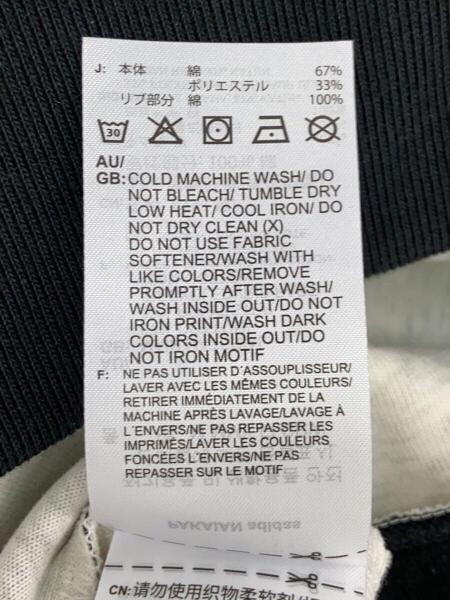 J: 本体 綿 67%
ポリエステル 33%
リブ部分 綿 100%
30
AU/
GB: COLD MACHINE WASH/ DO
NOT BLEACH/ TUMBLE DRY
LOW HEAT/ COOL IRON/ DO
NOT DRY CLEAN (X)
DO NOT USE FABRIC
SOFTENER/WASH WITH
LIKE COLORS/REMOVE
PROMPTLY AFTER WASH/
WASH INSIDE OUT/DO NOT
IRON PRINT/WASH DARK
COLORS INSIDE OUT/DO
NOT IRON MOTIF
F: NE PAS UTILISER D´ASSOUPLISSEUR/
LAVER AVEC LES MÊMES COULEURS/
RETIRER IMMÉDIATEMENT DE LA
MACHINE APRÈS LAVAGE/LAVAGE À
L´ENVERS/NE PAS REPASSER LES
IMPRIMÉS/LAVER LES COULEURS
FONCÉES L´ENVERS/NE PAS
REPASSER SUR LE MOTIF
PAKAIAN adidas
CN: 请勿使用织物柔软剂/